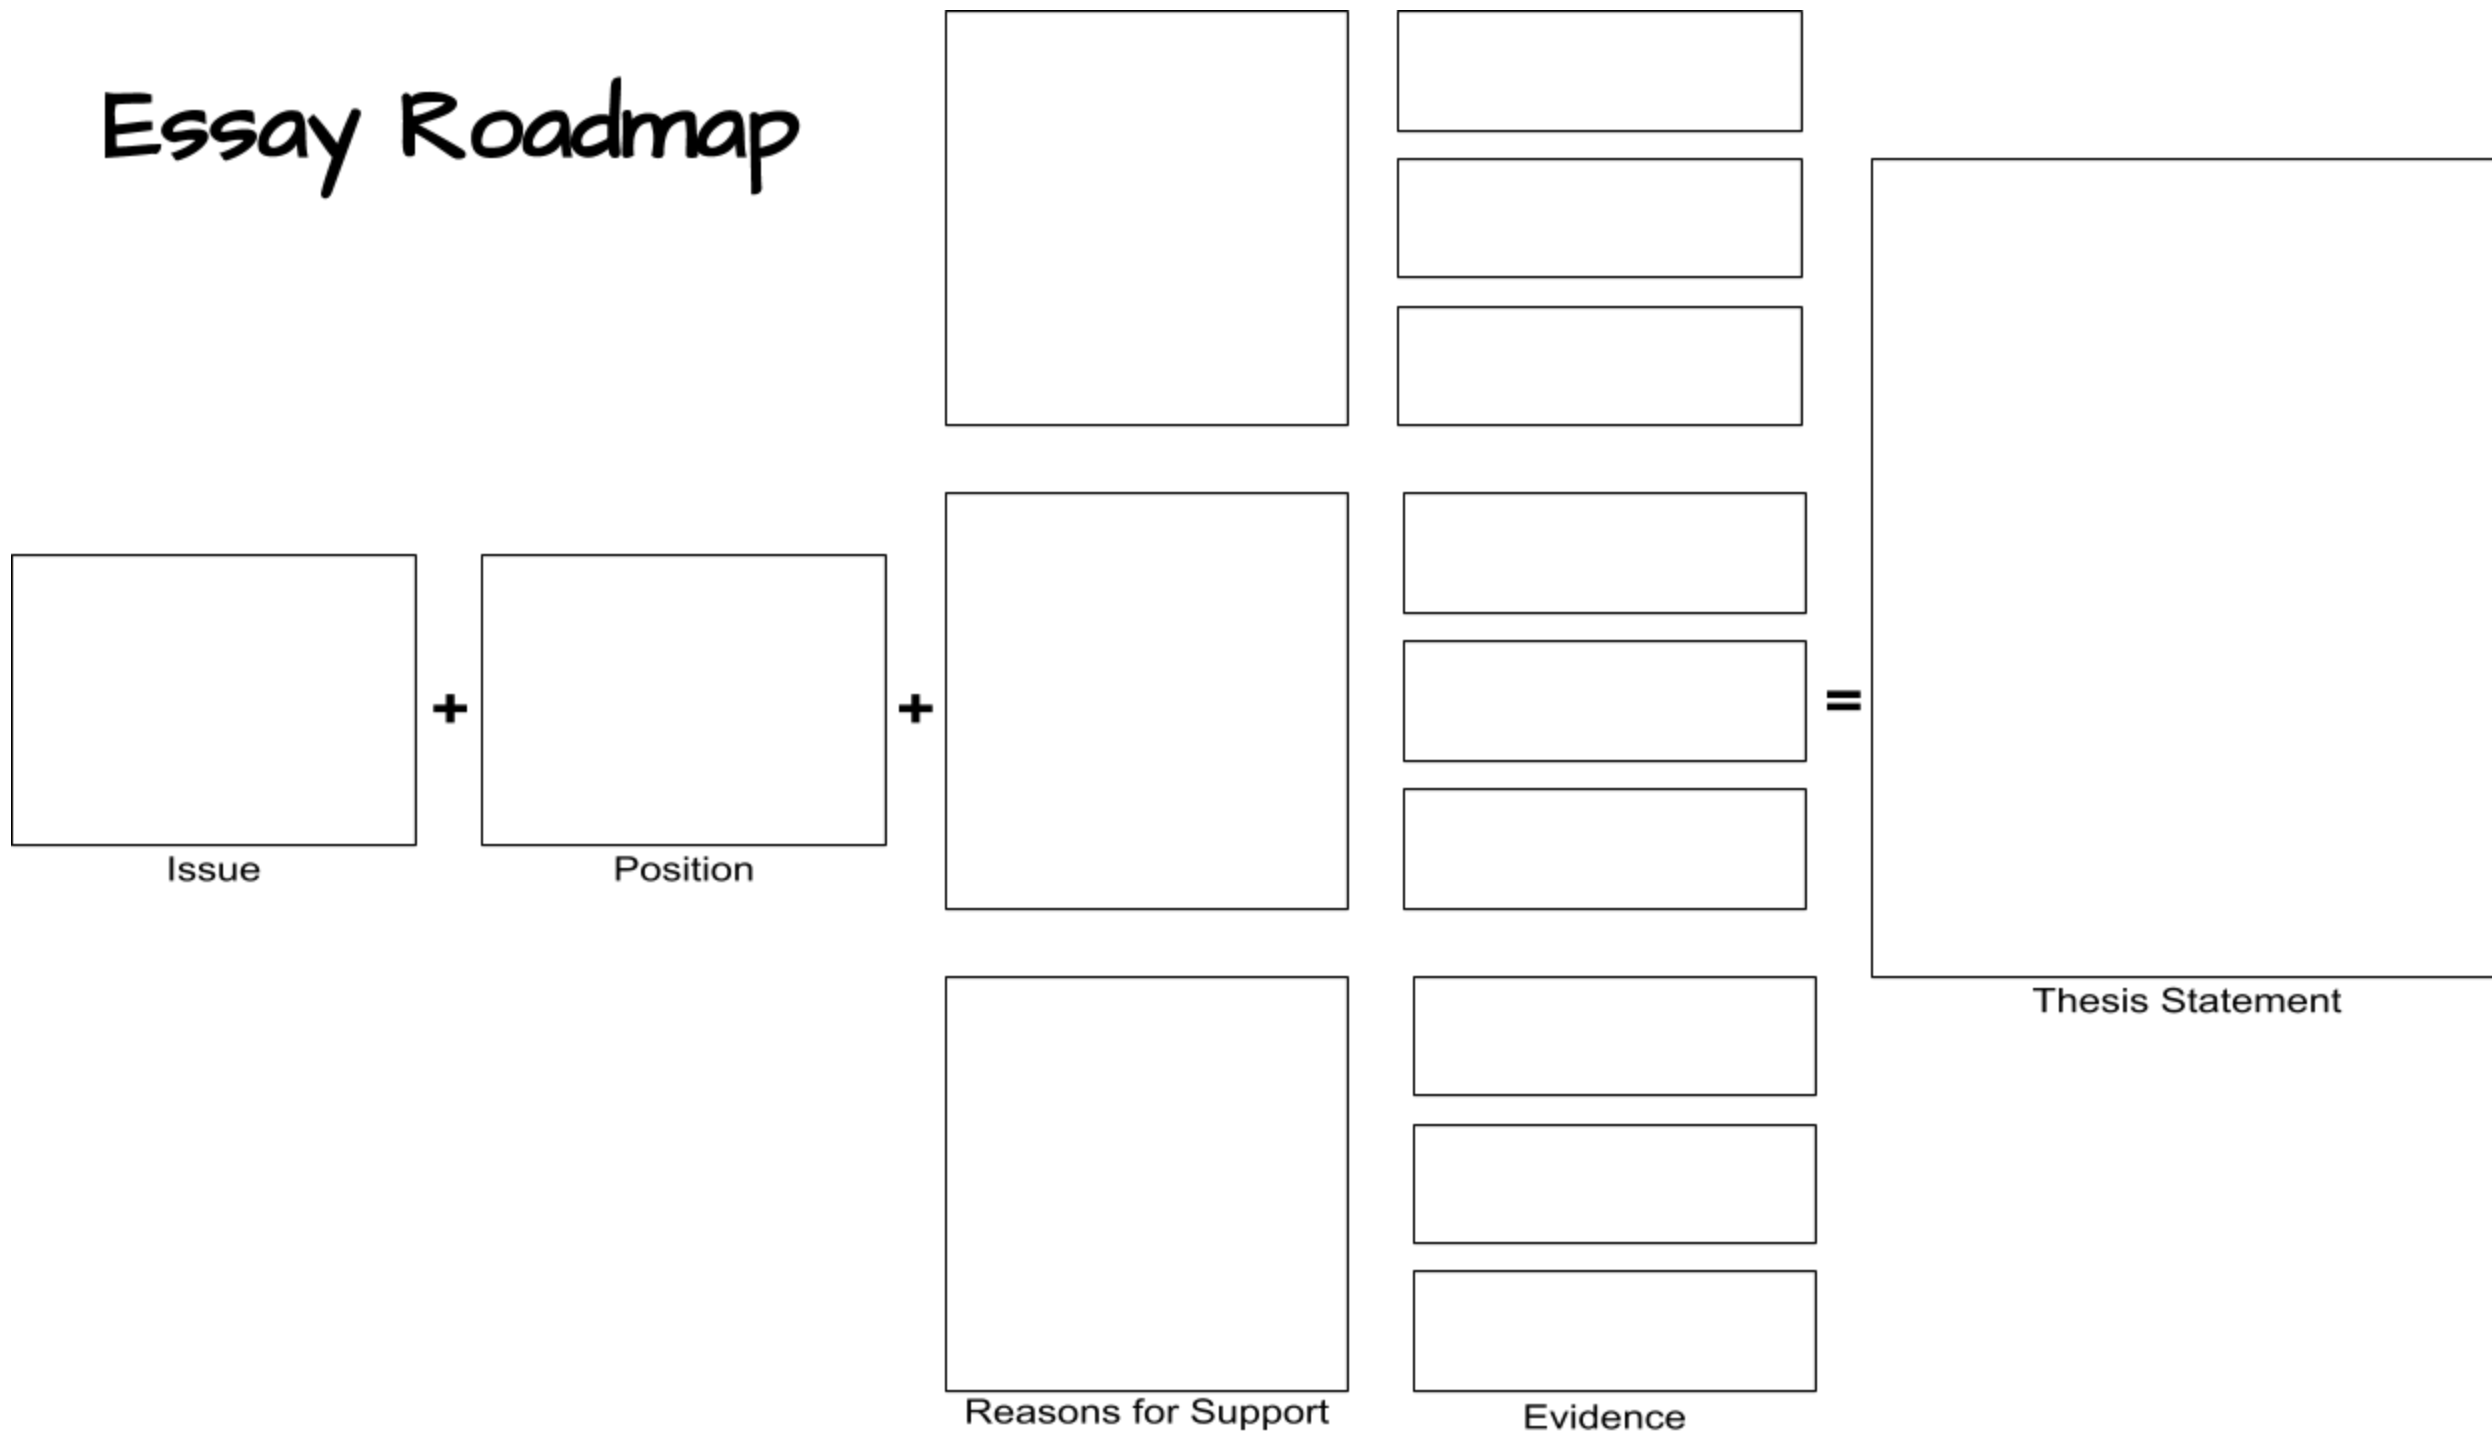 Essay Roadmap
+
+
=
Issue
Position
Thesis Statement
Reasons for Support
Evidence